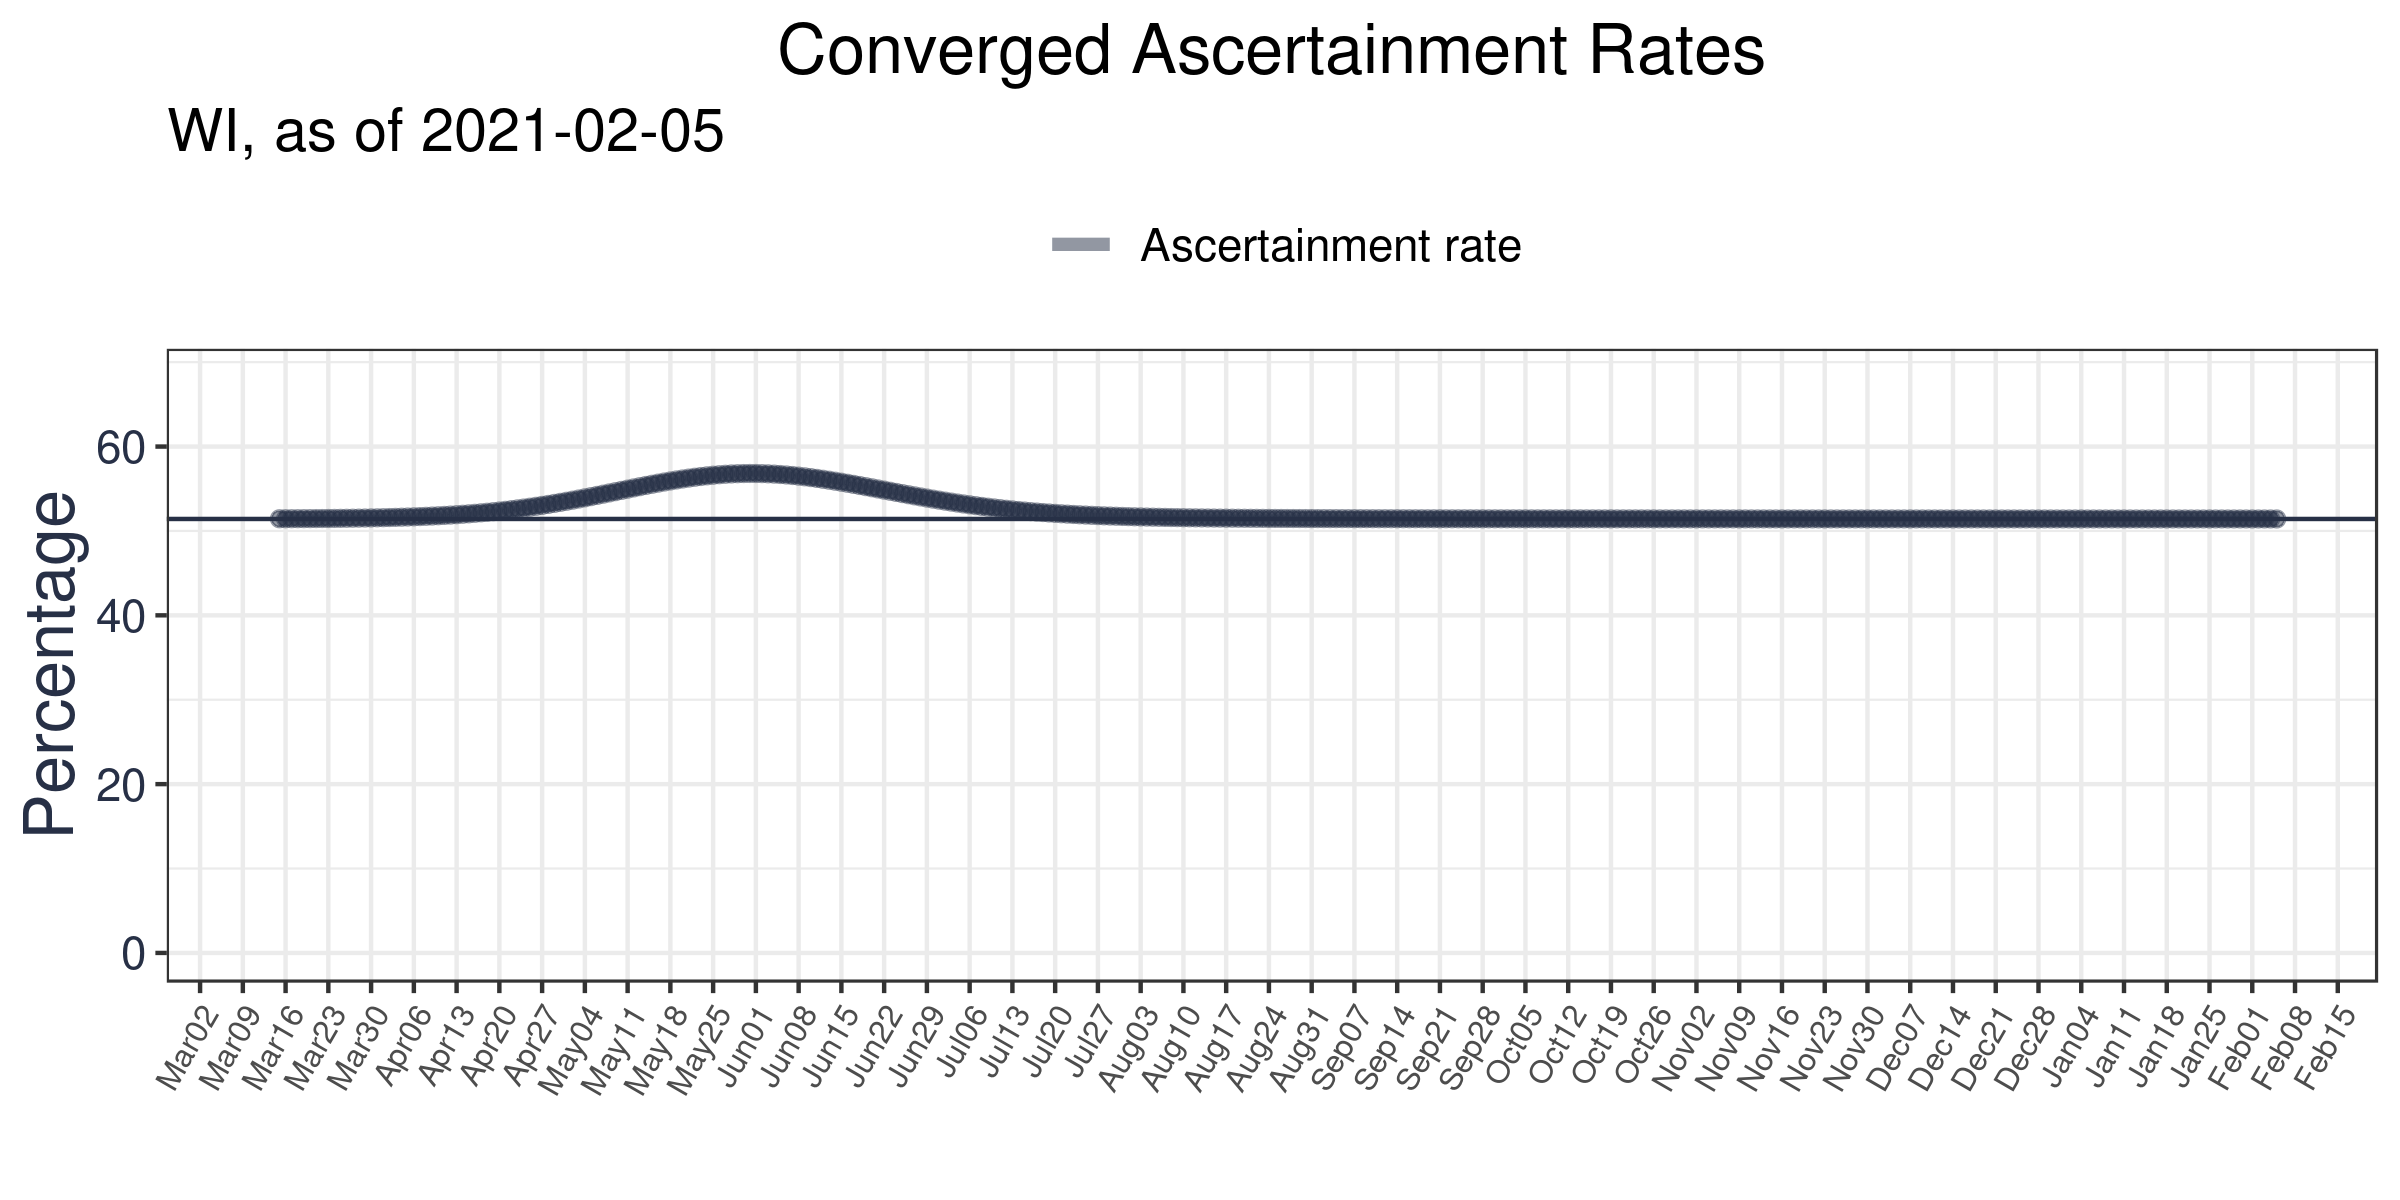 Converged Ascertainment Rates
WI, as of 2021-02-05
Ascertainment rate
Percentage
60
40
20
0
Mar02 Mar09 Mar16 Mar23 Mar30 Apr06 Apr13 Apr20 Apr27 May04 May11 May18 May25 Jun01 Jun08 Jun15 Jun22 Jun29 Jul06 Jul13 Jul20 Jul27 Aug03 Aug10 Aug17 Aug24 Aug31 Sep07 Sep14 Sep21 Sep28 Oct05 Oct12 Oct19 Oct26 Nov02 Nov09 Nov16 Nov23 Nov30 Dec07 Dec14 Dec21 Dec28 Jan04 Jan11 Jan18 Jan25 Feb01 Feb08 Feb15